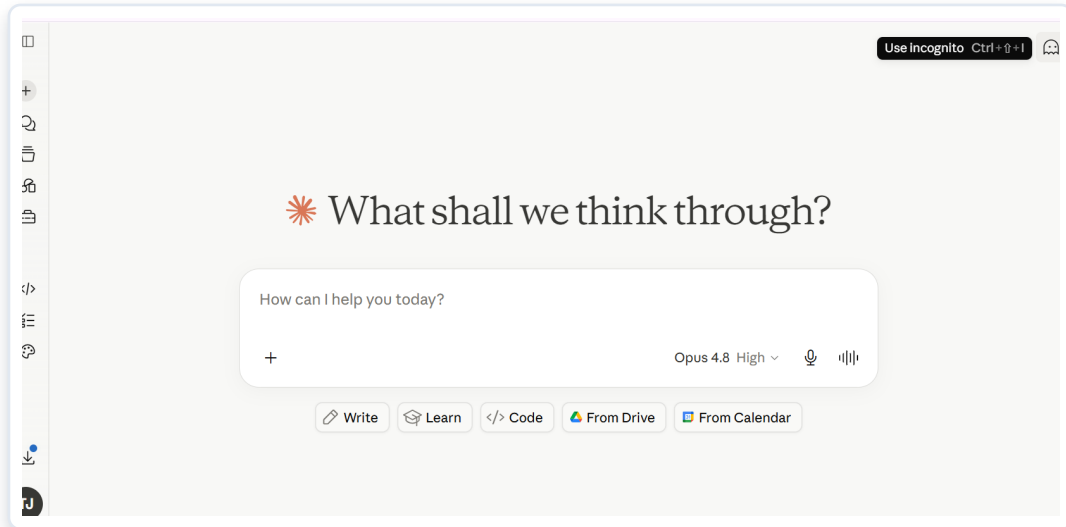 Use incognito Ctrl+⇧+I
What shall we think through?
How can I help you today?
Opus 4.8 High
Write Learn Code From Drive From Calendar
TJ